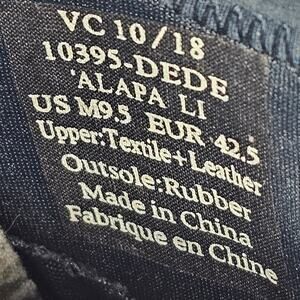 VC 10/18
10395-DEDE
'ALAPA LI
US M9.5 EUR 42.5
Upper:Textile+Leather
Outsole:Rubber
Made in China
Fabrique en Chine